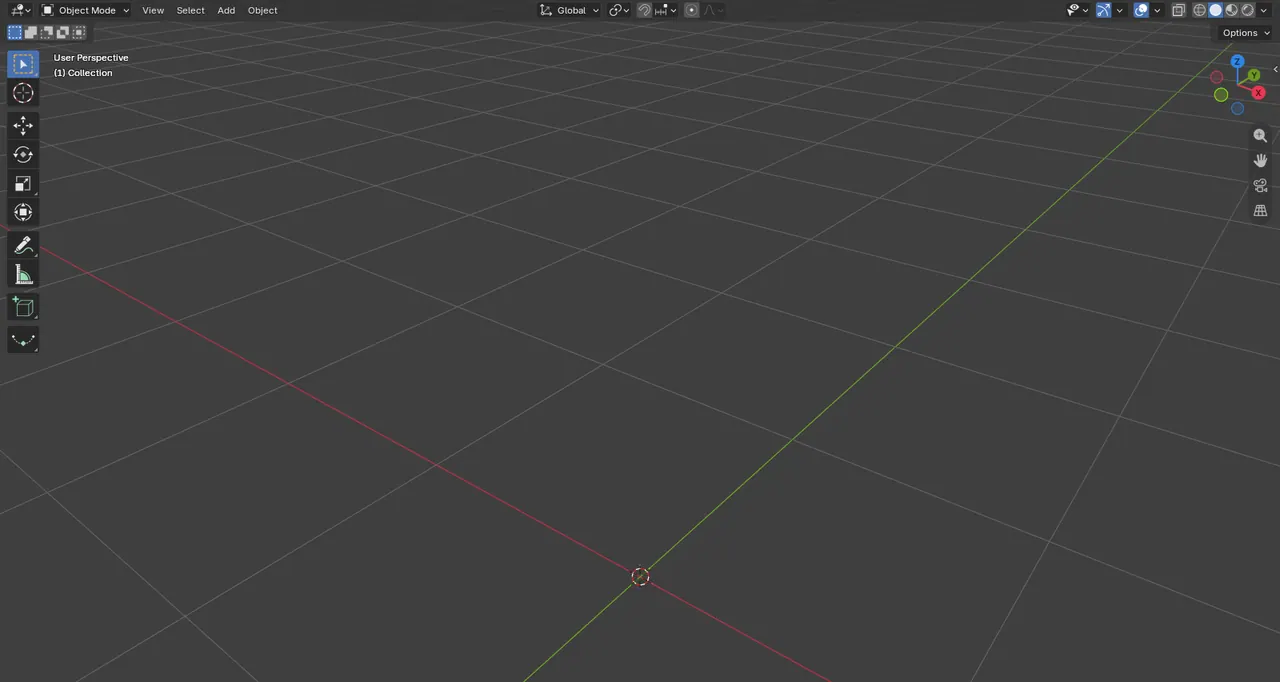 Object Mode View Select Add Object Global
Options
User Perspective
(1) Collection
Z
Y
X